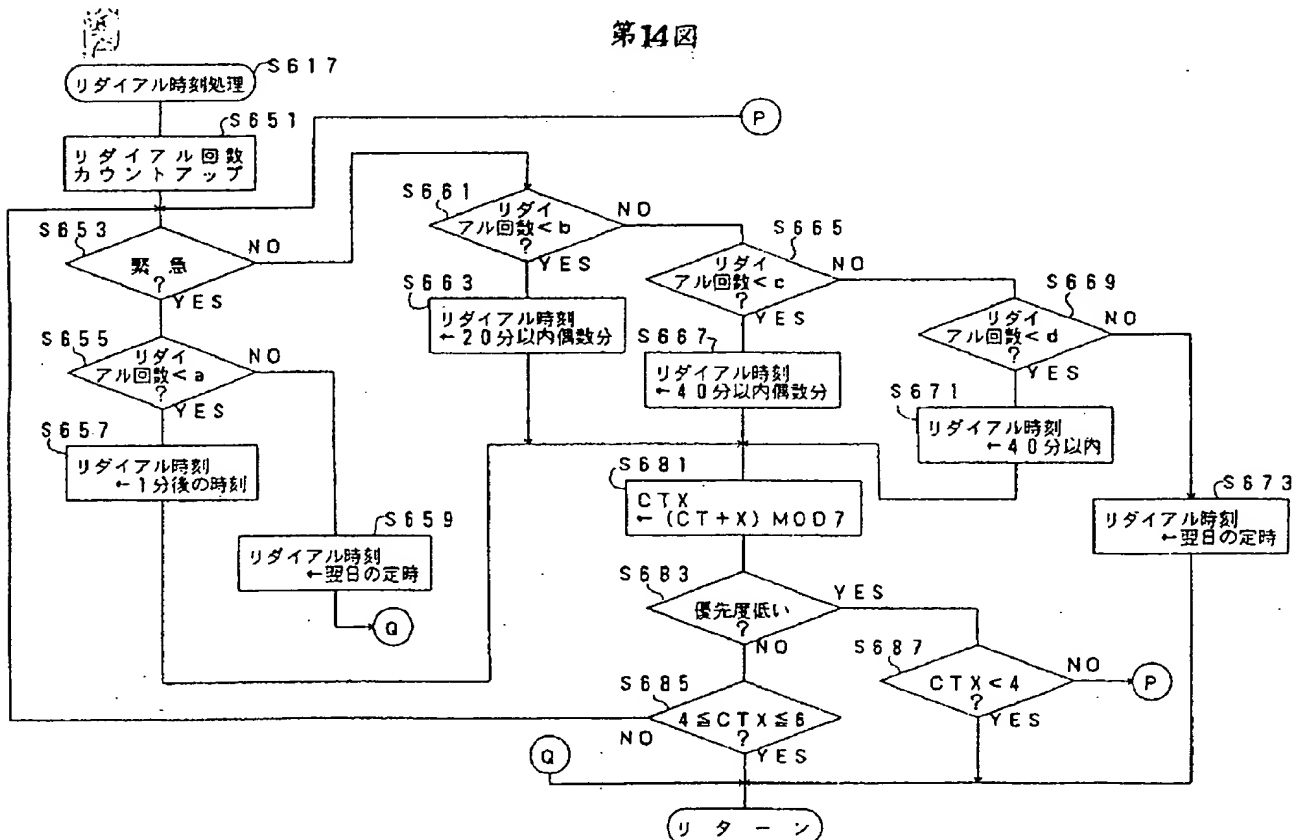 第14図
リダイアル時刻処理
S617
S651
リダイアル回数
カウントアップ
P
S653
緊急
?
NO
YES
S655
リダイ
アル回数<a
?
NO
YES
S657
リダイアル時刻
←1分後の時刻
S659
リダイアル時刻
←翌日の定時
Q
S661
リダイ
アル回数<b
?
NO
YES
S663
リダイアル時刻
←20分以内偶数分
S665
リダイ
アル回数<c
?
NO
YES
S667
リダイアル時刻
←40分以内偶数分
S669
リダイ
アル回数<d
?
NO
YES
S671
リダイアル時刻
←40分以内
S673
リダイアル時刻
←翌日の定時
S681
CTX
←(CT+X)MOD7
S683
優先度低い
?
YES
NO
S685
4≦CTX≦6
?
NO
YES
S687
CTX<4
?
NO
YES
P
Q
リターン